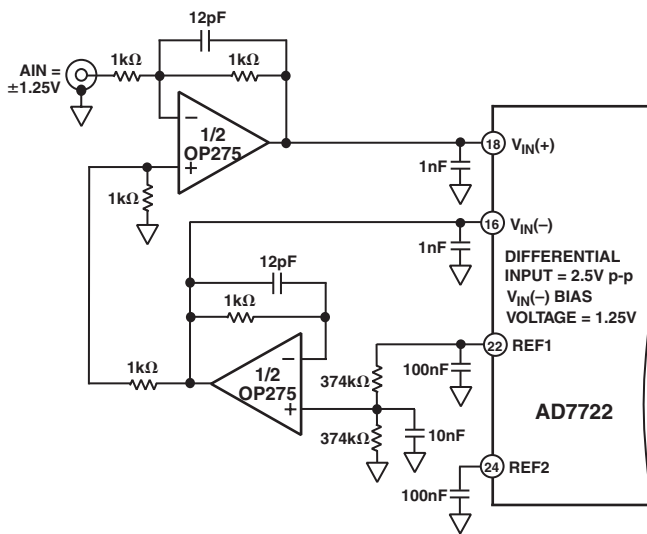 12pF
AIN =
±1.25V
1kΩ
1kΩ
–
1/2
OP275
+
1kΩ
18
VIN(+)
1nF
16
VIN(–)
1nF
12pF
1kΩ
DIFFERENTIAL
INPUT = 2.5V p-p
VIN(–) BIAS
VOLTAGE = 1.25V
1kΩ
–
1/2
OP275
+
374kΩ
374kΩ
10nF
100nF
22
REF1
AD7722
24
REF2
100nF